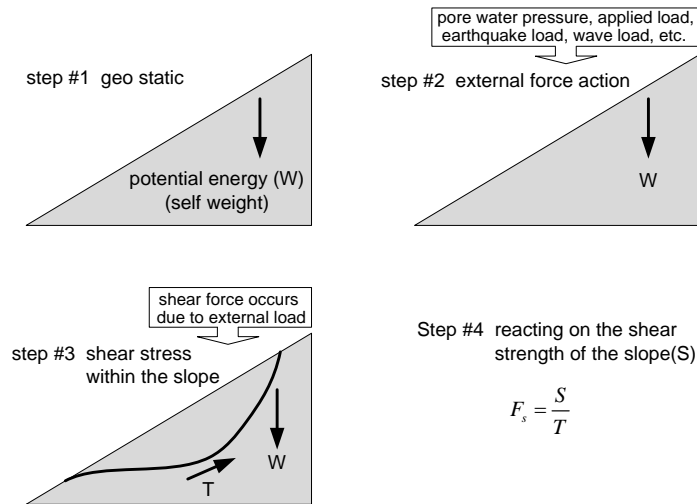 step #1 geo static
potential energy (W)
(self weight)
pore water pressure, applied load,
earthquake load, wave load, etc.
step #2 external force action
W
shear force occurs
due to external load
step #3 shear stress
within the slope
W
T
Step #4 reacting on the shear
strength of the slope(S)
F_s = S/T